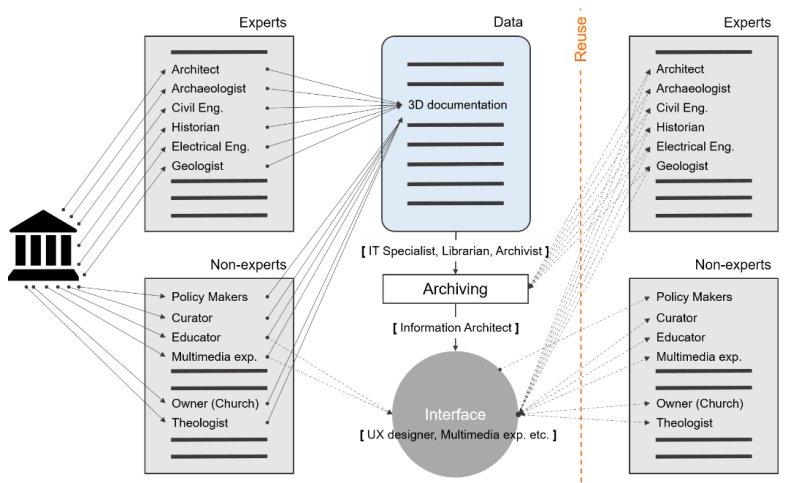 Experts
Architect
Archaeologist
Civil Eng.
Historian
Electrical Eng.
Geologist
Non-experts
Policy Makers
Curator
Educator
Multimedia exp.
Owner (Church)
Theologist
Data
3D documentation
[ IT Specialist, Librarian, Archivist ]
Archiving
[ Information Architect ]
Interface
[ UX designer, Multimedia exp. etc. ]
Reuse
Experts
Architect
Archaeologist
Civil Eng.
Historian
Electrical Eng.
Geologist
Non-experts
Policy Makers
Curator
Educator
Multimedia exp.
Owner (Church)
Theologist